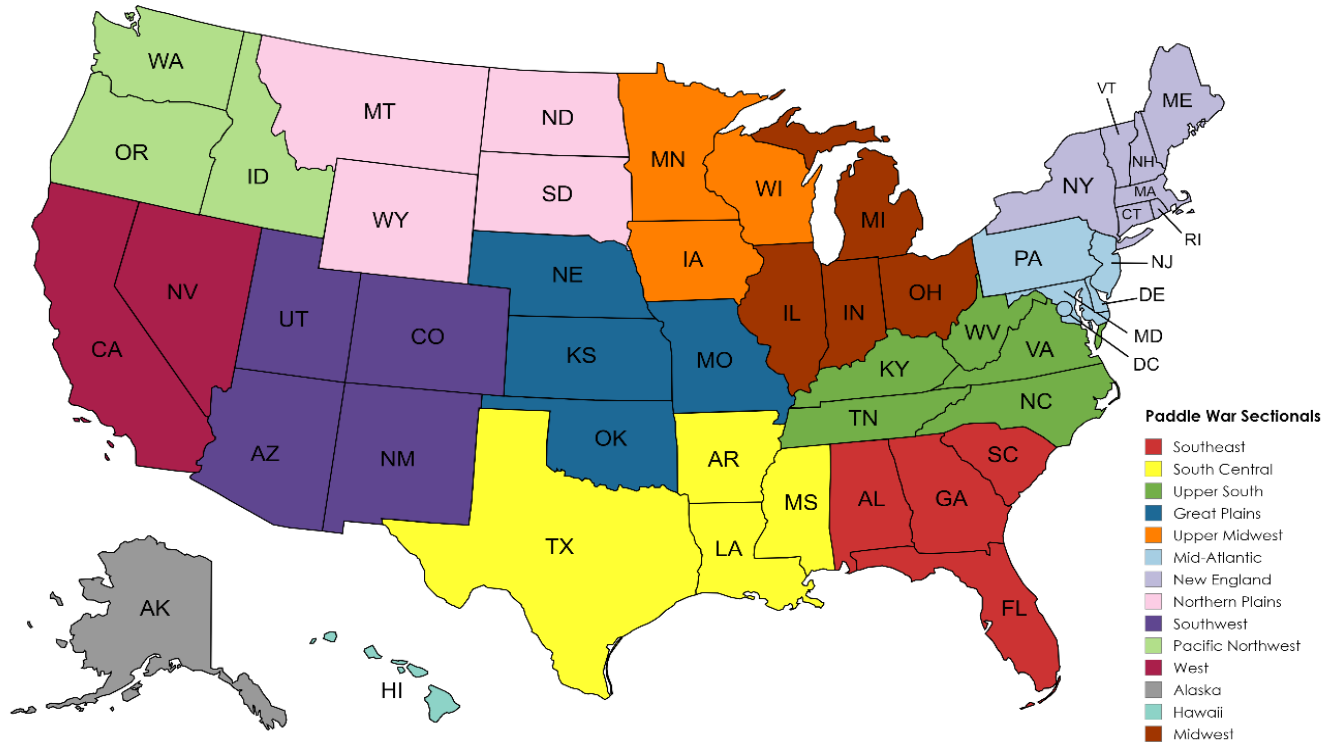 WA
MT
ND
MN
OR
ID
SD
WI
WY
MI
VT
ME
NH
NY
MA
CT
RI
IA
NE
PA
NJ
NV
UT
CO
IL
IN
OH
DE
MD
DC
CA
KS
MO
WV
VA
KY
NC
TN
AZ
NM
OK
AR
SC
MS
AL
GA
TX
LA
FL
AK
HI
Paddle War Sectionals
Southeast
South Central
Upper South
Great Plains
Upper Midwest
Mid-Atlantic
New England
Northern Plains
Southwest
Pacific Northwest
West
Alaska
Hawaii
Midwest